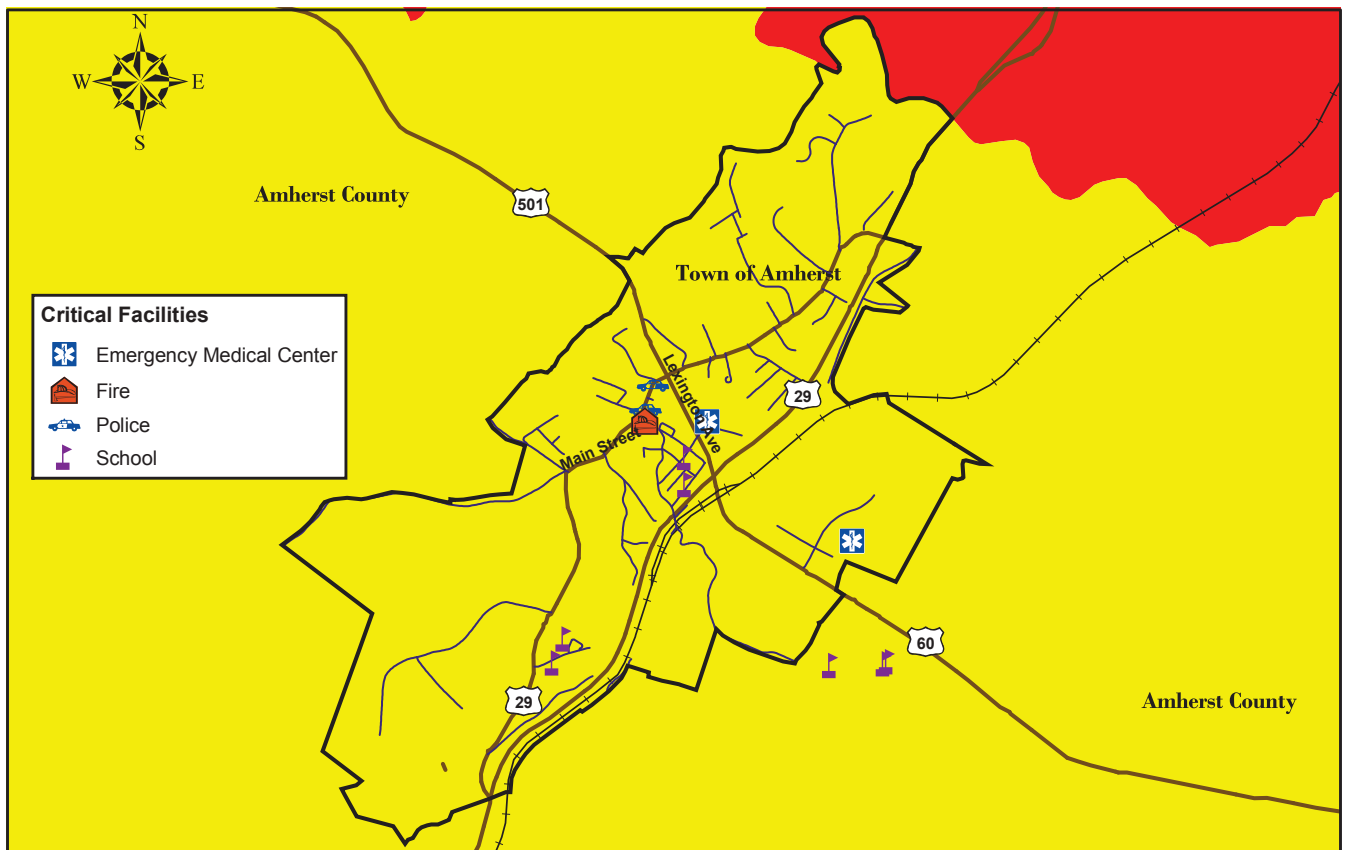 N
W
E
S
Amherst County
501
Town of Amherst
Critical Facilities
Emergency Medical Center
Fire
Police
School
Lexington Ave
29
Main Street
60
29
Amherst County